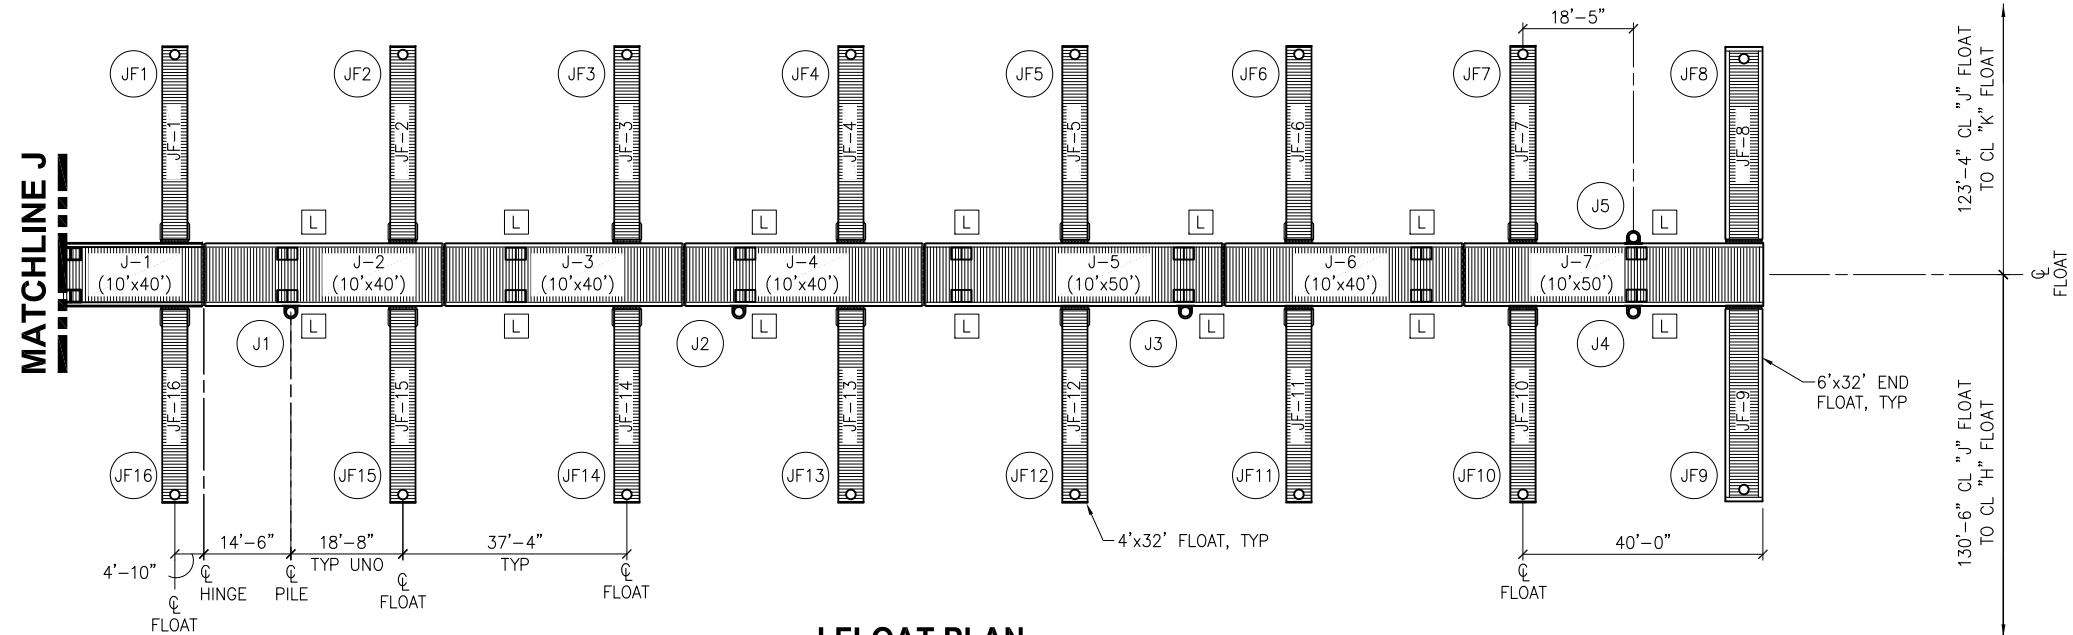 18'-5"
JF1
JF2
JF3
JF4
JF5
JF6
JF7
JF8
JF-1
JF-2
JF-3
JF-4
JF-5
JF-6
JF-7
JF-8
123'-4" CL "J" FLOAT
TO CL "K" FLOAT
MATCHLINE J
J5
L
L
L
L
L
L
L
J-1
(10'x40')
J-2
(10'x40')
J-3
(10'x40')
J-4
(10'x40')
J-5
(10'x50')
J-6
(10'x40')
J-7
(10'x50')
℄
FLOAT
L
L
L
L
L
L
L
J1
J2
J3
J4
JF-16
JF-15
JF-14
JF-13
JF-12
JF-11
JF-10
JF-9
6'x32' END
FLOAT, TYP
130'-6" CL "J" FLOAT
TO CL "H" FLOAT
JF16
JF15
JF14
JF13
JF12
JF11
JF10
JF9
4'x32' FLOAT, TYP
4'-10"
14'-6"
18'-8"
TYP UNO
37'-4"
TYP
40'-0"
℄
FLOAT
℄
HINGE
℄
PILE
℄
FLOAT
℄
FLOAT
℄
FLOAT
J FLOAT PLAN